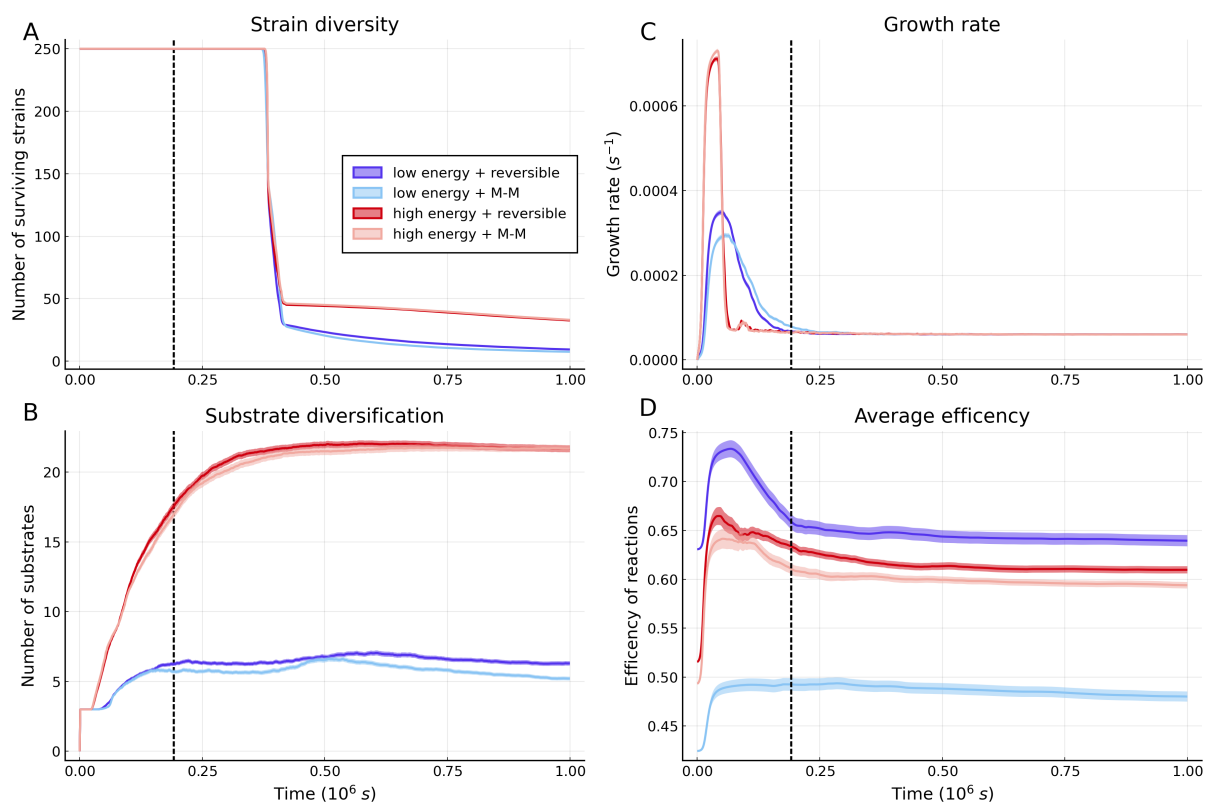 A
Strain diversity
Number of surviving strains
250
200
150
100
50
0
0.00
0.25
0.50
0.75
1.00
low energy + reversible
low energy + M-M
high energy + reversible
high energy + M-M
C
Growth rate
Growth rate (s⁻¹)
0.0006
0.0004
0.0002
0.0000
0.00
0.25
0.50
0.75
1.00
B
Substrate diversification
Number of substrates
20
15
10
5
0
0.00
0.25
0.50
0.75
1.00
Time (10⁶ s)
D
Average efficency
Efficency of reactions
0.75
0.70
0.65
0.60
0.55
0.50
0.45
0.00
0.25
0.50
0.75
1.00
Time (10⁶ s)